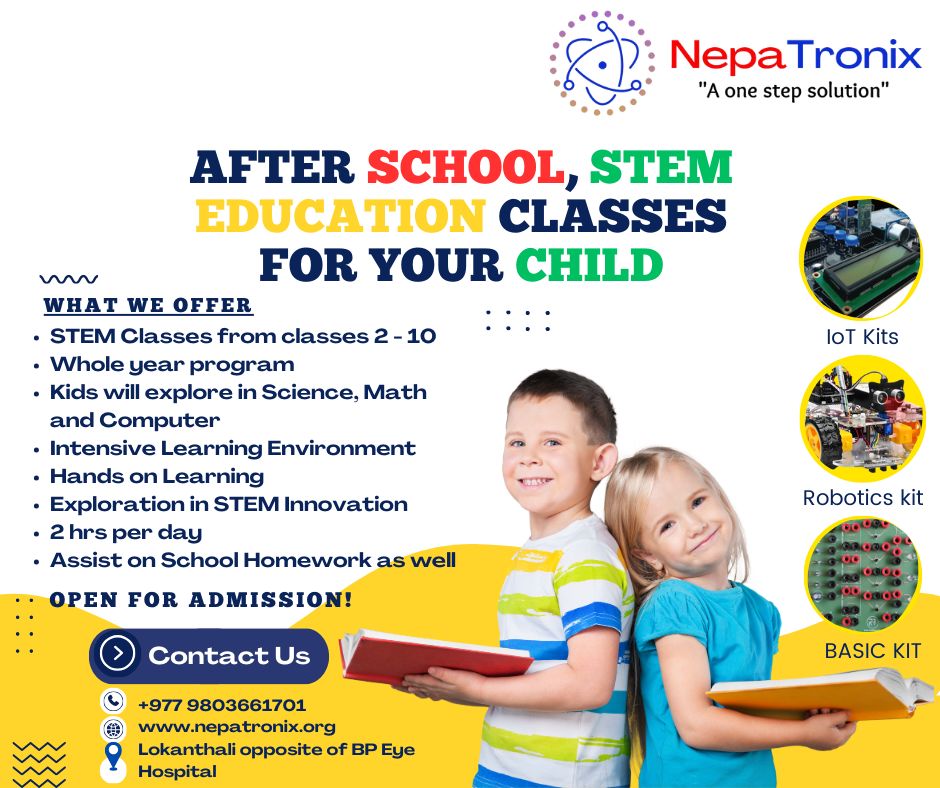 NepaTronix
"A one step solution"
AFTER SCHOOL, STEM
EDUCATION CLASSES
FOR YOUR CHILD
WHAT WE OFFER
• STEM Classes from classes 2 - 10
• Whole year program
• Kids will explore in Science, Math
and Computer
• Intensive Learning Environment
• Hands on Learning
• Exploration in STEM Innovation
• 2 hrs per day
• Assist on School Homework as well
OPEN FOR ADMISSION!
Contact Us
+977 9803661701
www.nepatronix.org
Lokanthali opposite of BP Eye
Hospital
IoT Kits
Robotics kit
BASIC KIT